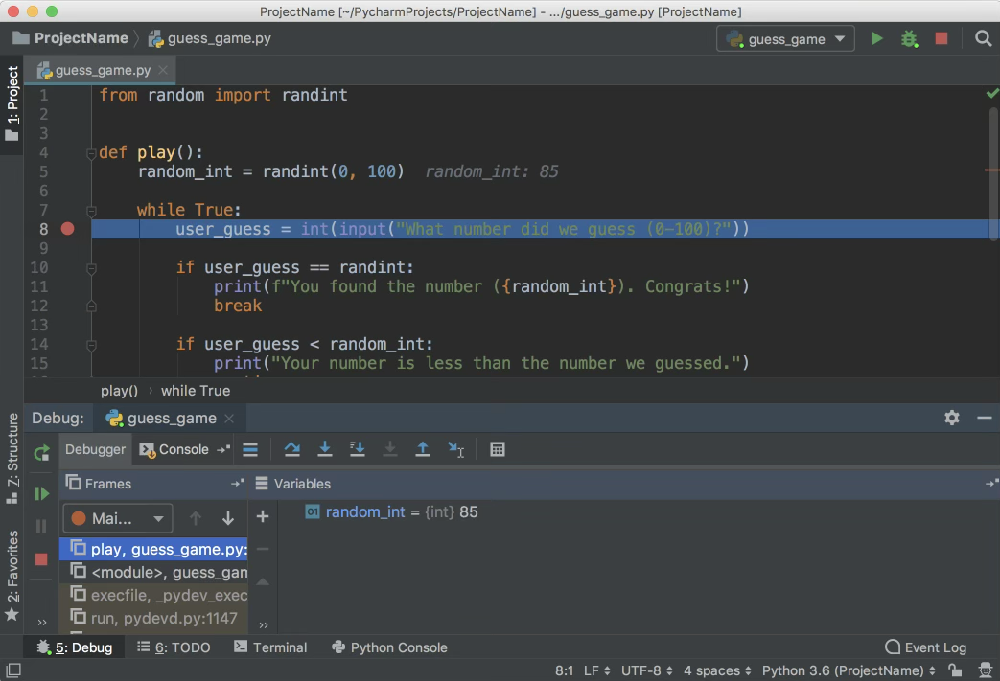 ProjectName [~/PycharmProjects/ProjectName] - .../guess_game.py [ProjectName]
ProjectName guess_game.py guess_game
1: Project
guess_game.py
1 from random import randint
2
3
4 def play():
5 random_int = randint(0, 100) random_int: 85
6
7 while True:
8 user_guess = int(input("What number did we guess (0-100)?"))
9
10 if user_guess == randint:
11 print(f"You found the number ({random_int}). Congrats!")
12 break
13
14 if user_guess < random_int:
15 print("Your number is less than the number we guessed.")
play() while True
Debug: guess_game
Z: Structure
2: Favorites
Debugger Console
Frames Variables
Mai...
random_int = {int} 85
play, guess_game.py:
<module>, guess_gam
execfile, _pydev_exec
run, pydevd.py:1147
5: Debug 6: TODO Terminal Python Console Event Log
8:1 LF UTF-8 4 spaces Python 3.6 (ProjectName)